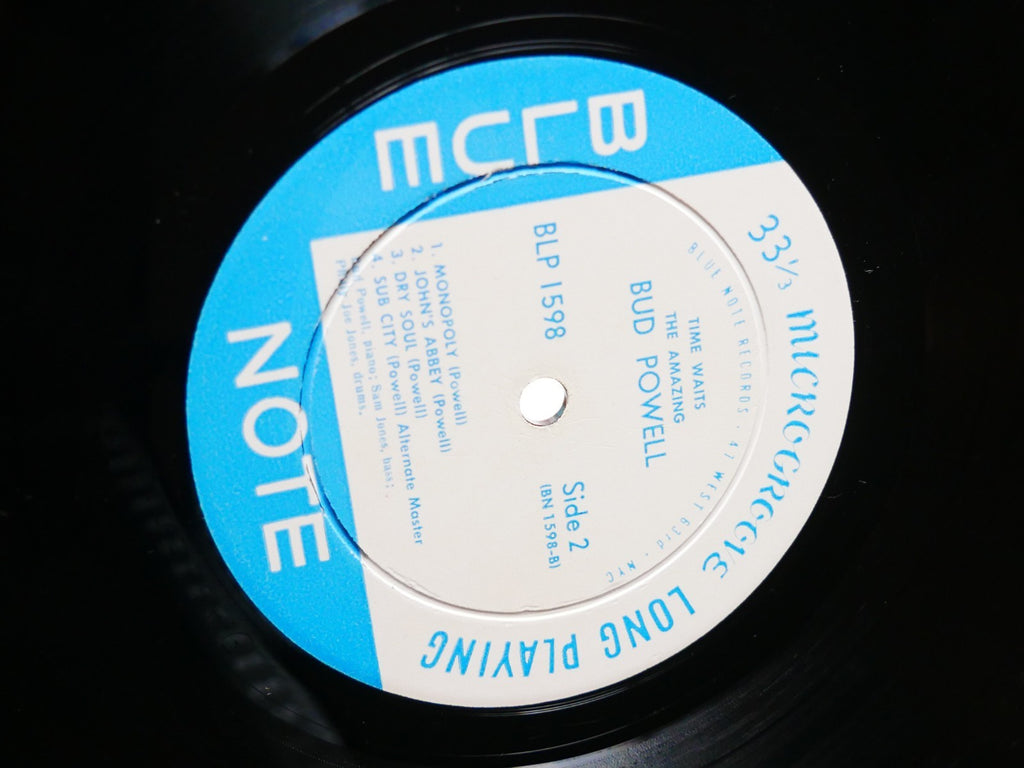 BLUE NOTE
33⅓ MICROGROOVE LONG PLAYING
BLUE NOTE RECORDS · 47 WEST 63rd · NYC
TIME WAITS
THE AMAZING
BUD POWELL
BLP 1598
Side 2
(BN 1598-B)
1. MONOPOLY (Powell)
2. JOHN'S ABBEY (Powell)
3. DRY SOUL (Powell)
4. SUB CITY (Powell) Alternate Master
Powell, piano; Sam Jones, bass;
Joe Jones, drums.